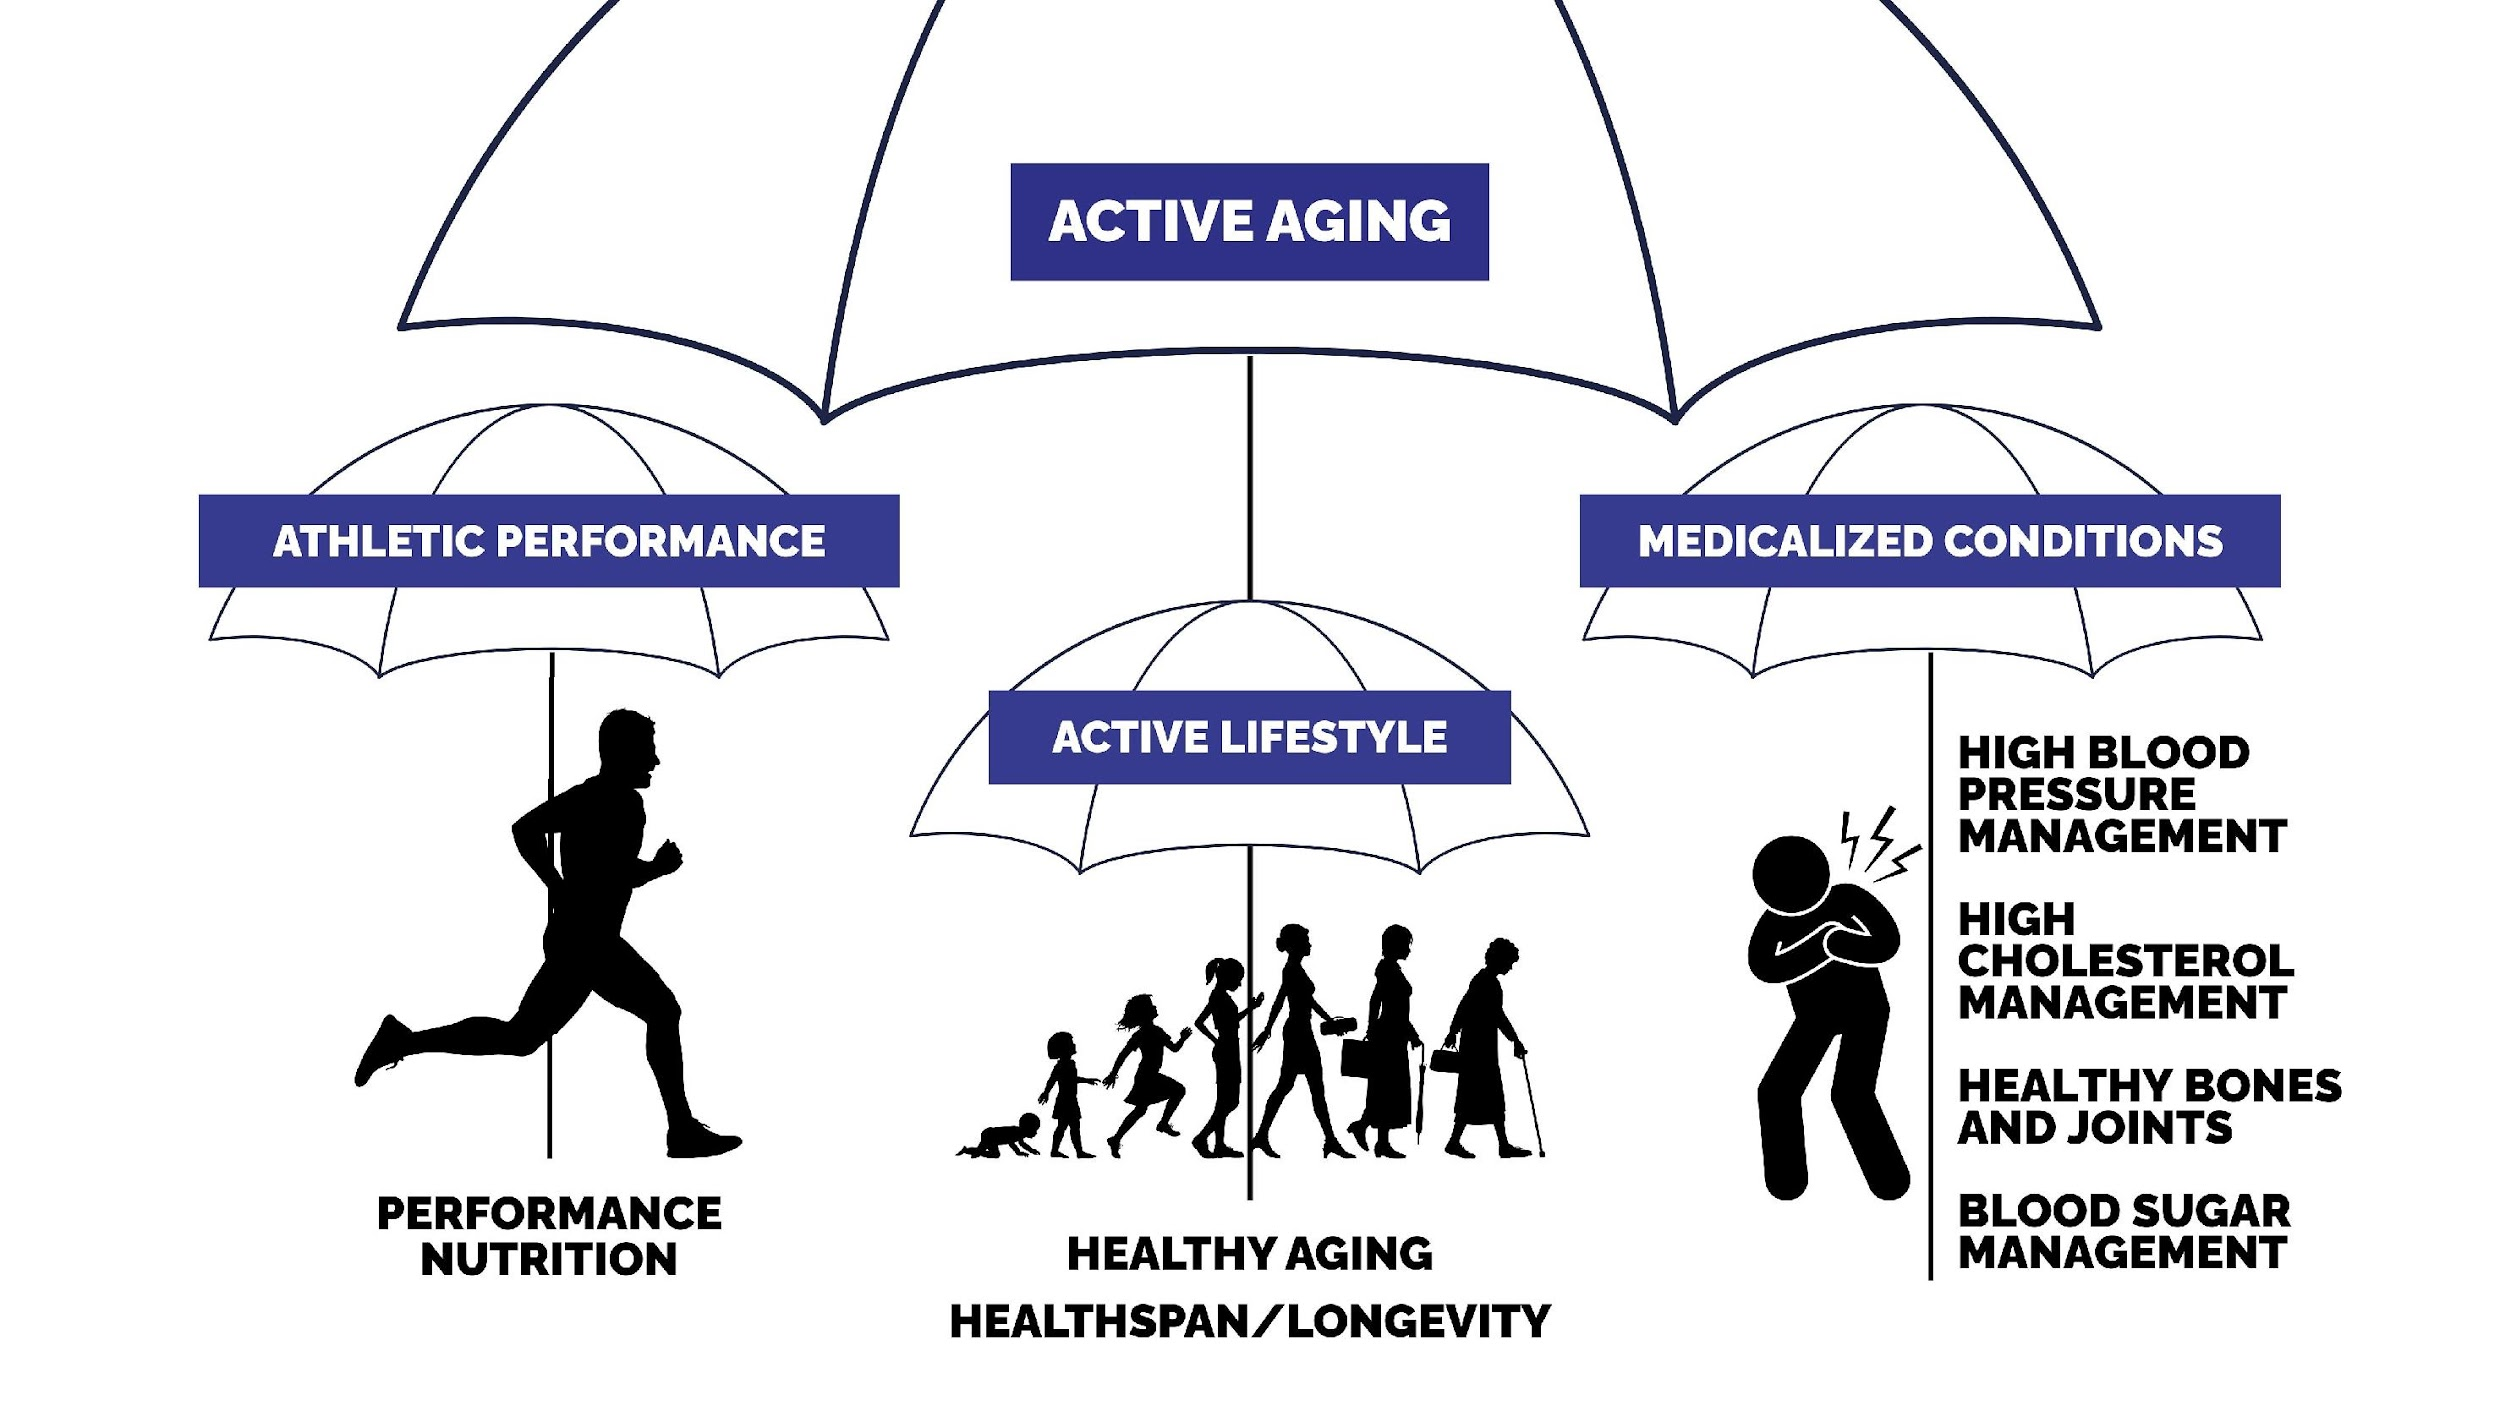 ACTIVE AGING
ATHLETIC PERFORMANCE
MEDICALIZED CONDITIONS
ACTIVE LIFESTYLE
PERFORMANCE
NUTRITION
HEALTHY AGING
HEALTHSPAN/LONGEVITY
HIGH BLOOD
PRESSURE
MANAGEMENT
HIGH
CHOLESTEROL
MANAGEMENT
HEALTHY BONES
AND JOINTS
BLOOD SUGAR
MANAGEMENT